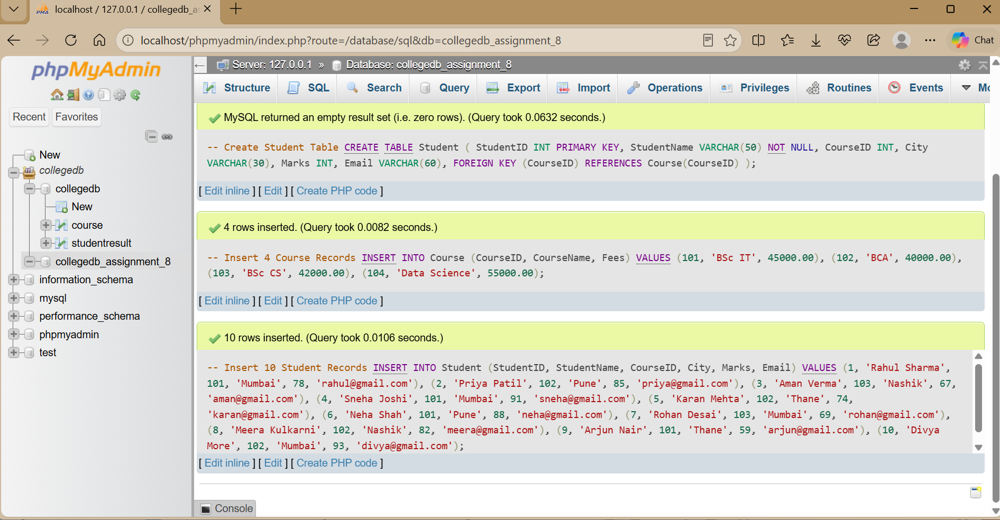 localhost / 127.0.0.1 / collegedb_as
localhost/phpmyadmin/index.php?route=/database/sql&db=collegedb_assignment_8
Chat
phpMyAdmin
Recent
Favorites
New
collegedb
collegedb
New
course
studentresult
collegedb_assignment_8
information_schema
mysql
performance_schema
phpmyadmin
test
Server: 127.0.0.1 » Database: collegedb_assignment_8
Structure SQL Search Query Export Import Operations Privileges Routines Events Mo
MySQL returned an empty result set (i.e. zero rows). (Query took 0.0632 seconds.)
-- Create Student Table CREATE TABLE Student ( StudentID INT PRIMARY KEY, StudentName VARCHAR(50) NOT NULL, CourseID INT, City
VARCHAR(30), Marks INT, Email VARCHAR(60), FOREIGN KEY (CourseID) REFERENCES Course(CourseID) );
[ Edit inline ] [ Edit ] [ Create PHP code ]
4 rows inserted. (Query took 0.0082 seconds.)
-- Insert 4 Course Records INSERT INTO Course (CourseID, CourseName, Fees) VALUES (101, 'BSc IT', 45000.00), (102, 'BCA', 40000.00),
(103, 'BSc CS', 42000.00), (104, 'Data Science', 55000.00);
[ Edit inline ] [ Edit ] [ Create PHP code ]
10 rows inserted. (Query took 0.0106 seconds.)
-- Insert 10 Student Records INSERT INTO Student (StudentID, StudentName, CourseID, City, Marks, Email) VALUES (1, 'Rahul Sharma',
101, 'Mumbai', 78, 'rahul@gmail.com'), (2, 'Priya Patil', 102, 'Pune', 85, 'priya@gmail.com'), (3, 'Aman Verma', 103, 'Nashik', 67,
'aman@gmail.com'), (4, 'Sneha Joshi', 101, 'Mumbai', 91, 'sneha@gmail.com'), (5, 'Karan Mehta', 102, 'Thane', 74,
'karan@gmail.com'), (6, 'Neha Shah', 101, 'Pune', 88, 'neha@gmail.com'), (7, 'Rohan Desai', 103, 'Mumbai', 69, 'rohan@gmail.com'),
(8, 'Meera Kulkarni', 102, 'Nashik', 82, 'meera@gmail.com'), (9, 'Arjun Nair', 101, 'Thane', 59, 'arjun@gmail.com'), (10, 'Divya
More', 102, 'Mumbai', 93, 'divya@gmail.com');
[ Edit inline ] [ Edit ] [ Create PHP code ]
Console